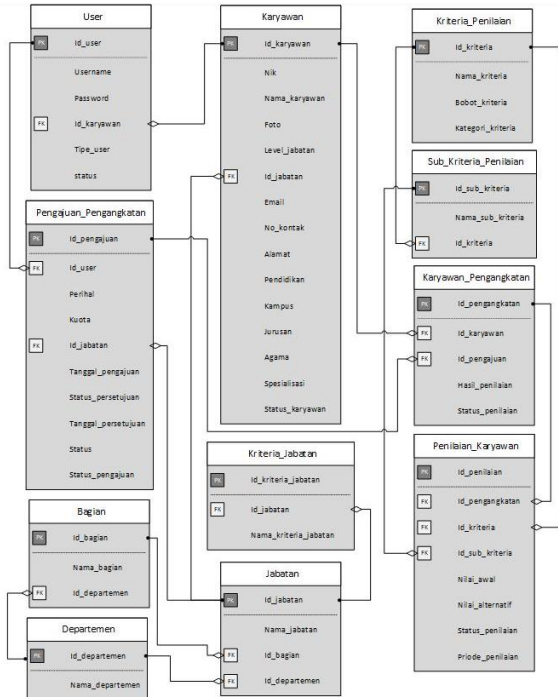 User
PK Id_user
Username
Password
FK Id_karyawan
Tipe_user
status
Pengajuan_Pengangkatan
PK Id_pengajuan
FK Id_user
Perihal
Kuota
FK Id_jabatan
Tanggal_pengajuan
Status_persetujuan
Tanggal_persetujuan
Status
Status_pengajuan
Bagian
PK Id_bagian
Nama_bagian
FK Id_departemen
Departemen
PK Id_departemen
Nama_departemen
Karyawan
PK Id_karyawan
Nik
Nama_karyawan
Foto
Level_jabatan
FK Id_jabatan
Email
No_kontak
Alamat
Pendidikan
Kampus
Jurusan
Agama
Spesialisasi
Status_karyawan
Kriteria_Jabatan
PK Id_kriteria_jabatan
FK Id_jabatan
Nama_kriteria_jabatan
Jabatan
PK Id_jabatan
Nama_jabatan
FK Id_bagian
FK Id_departemen
Kriteria_Penilaian
PK Id_kriteria
Nama_kriteria
Bobot_kriteria
Kategori_kriteria
Sub_Kriteria_Penilaian
PK Id_sub_kriteria
Nama_sub_kriteria
FK Id_kriteria
Karyawan_Pengangkatan
PK Id_pengangkatan
FK Id_karyawan
FK Id_pengajuan
Hasil_penilaian
Status_penilaian
Penilaian_Karyawan
PK Id_penilaian
FK Id_pengangkatan
FK Id_kriteria
FK Id_sub_kriteria
Nilai_awal
Nilai_alternatif
Status_penilaian
Priode_penilaian